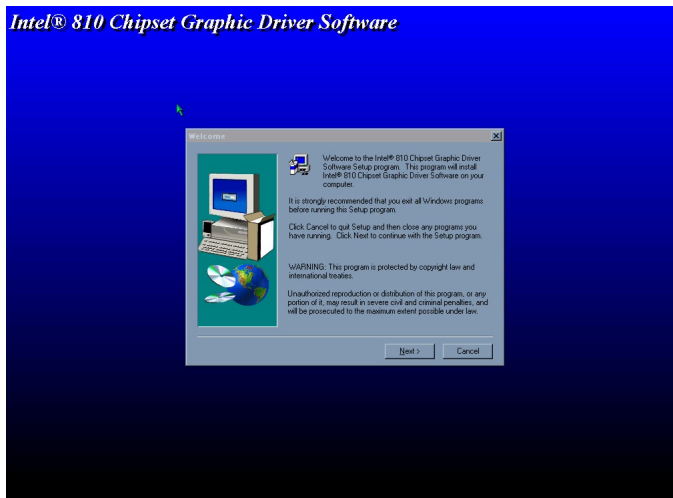 Intel® 810 Chipset Graphic Driver Software
Welcome
Welcome to the Intel® 810 Chipset Graphic Driver
Software Setup program. This program will install
Intel® 810 Chipset Graphic Driver Software on your
computer.
It is strongly recommended that you exit all Windows programs
before running this Setup program.
Click Cancel to quit Setup and then close any programs you
have running. Click Next to continue with the Setup program.
WARNING: This program is protected by copyright law and
international treaties.
Unauthorized reproduction or distribution of this program, or any
portion of it, may result in severe civil and criminal penalties, and
will be prosecuted to the maximum extent possible under law.
Next >
Cancel